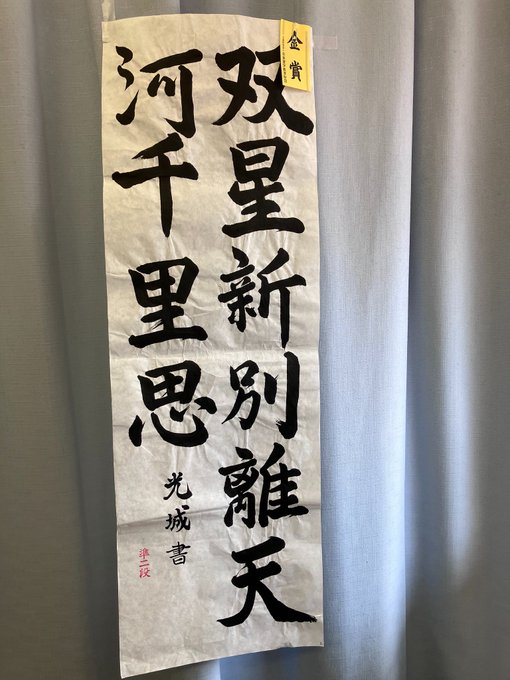 双星新別離天
河千里思
光城書
準二段
金賞